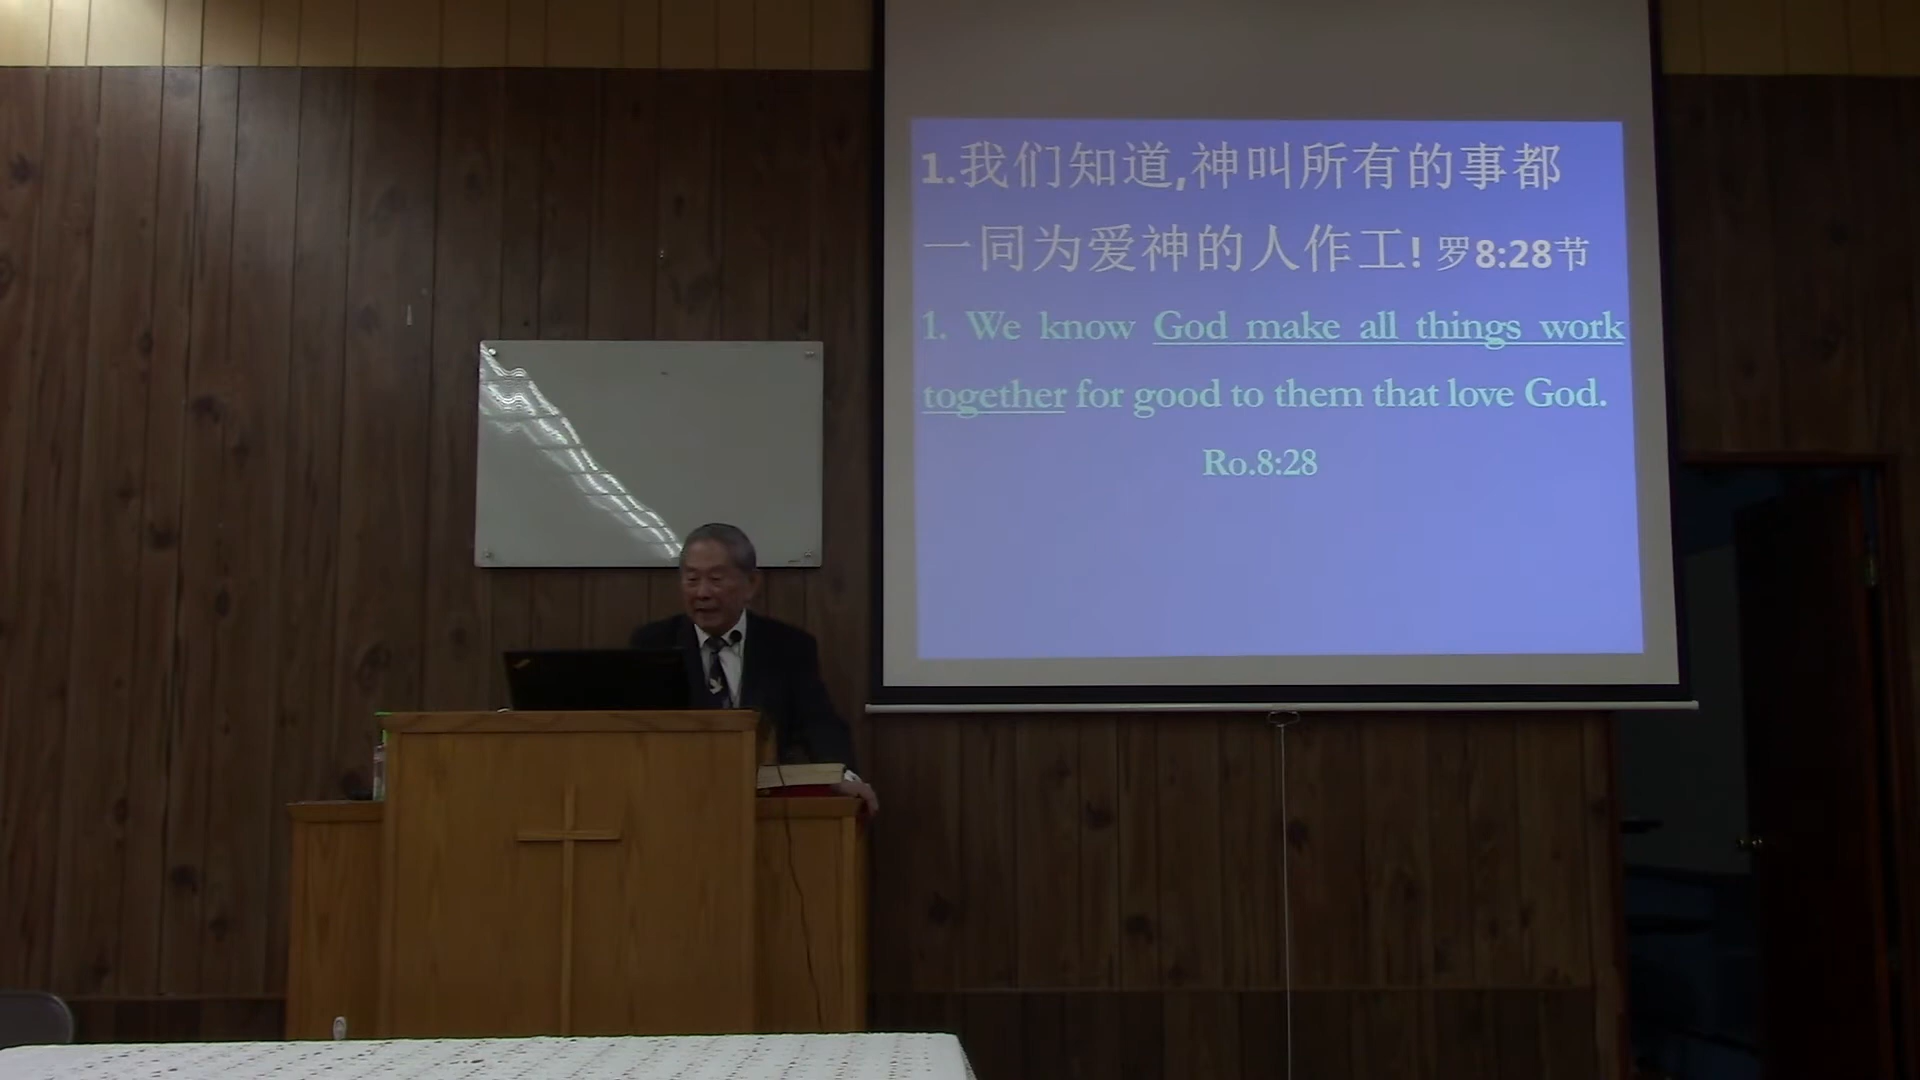 1.我们知道,神叫所有的事都
一同为爱神的人作工! 罗8:28节
1. We know God make all things work
together for good to them that love God.
Ro.8:28